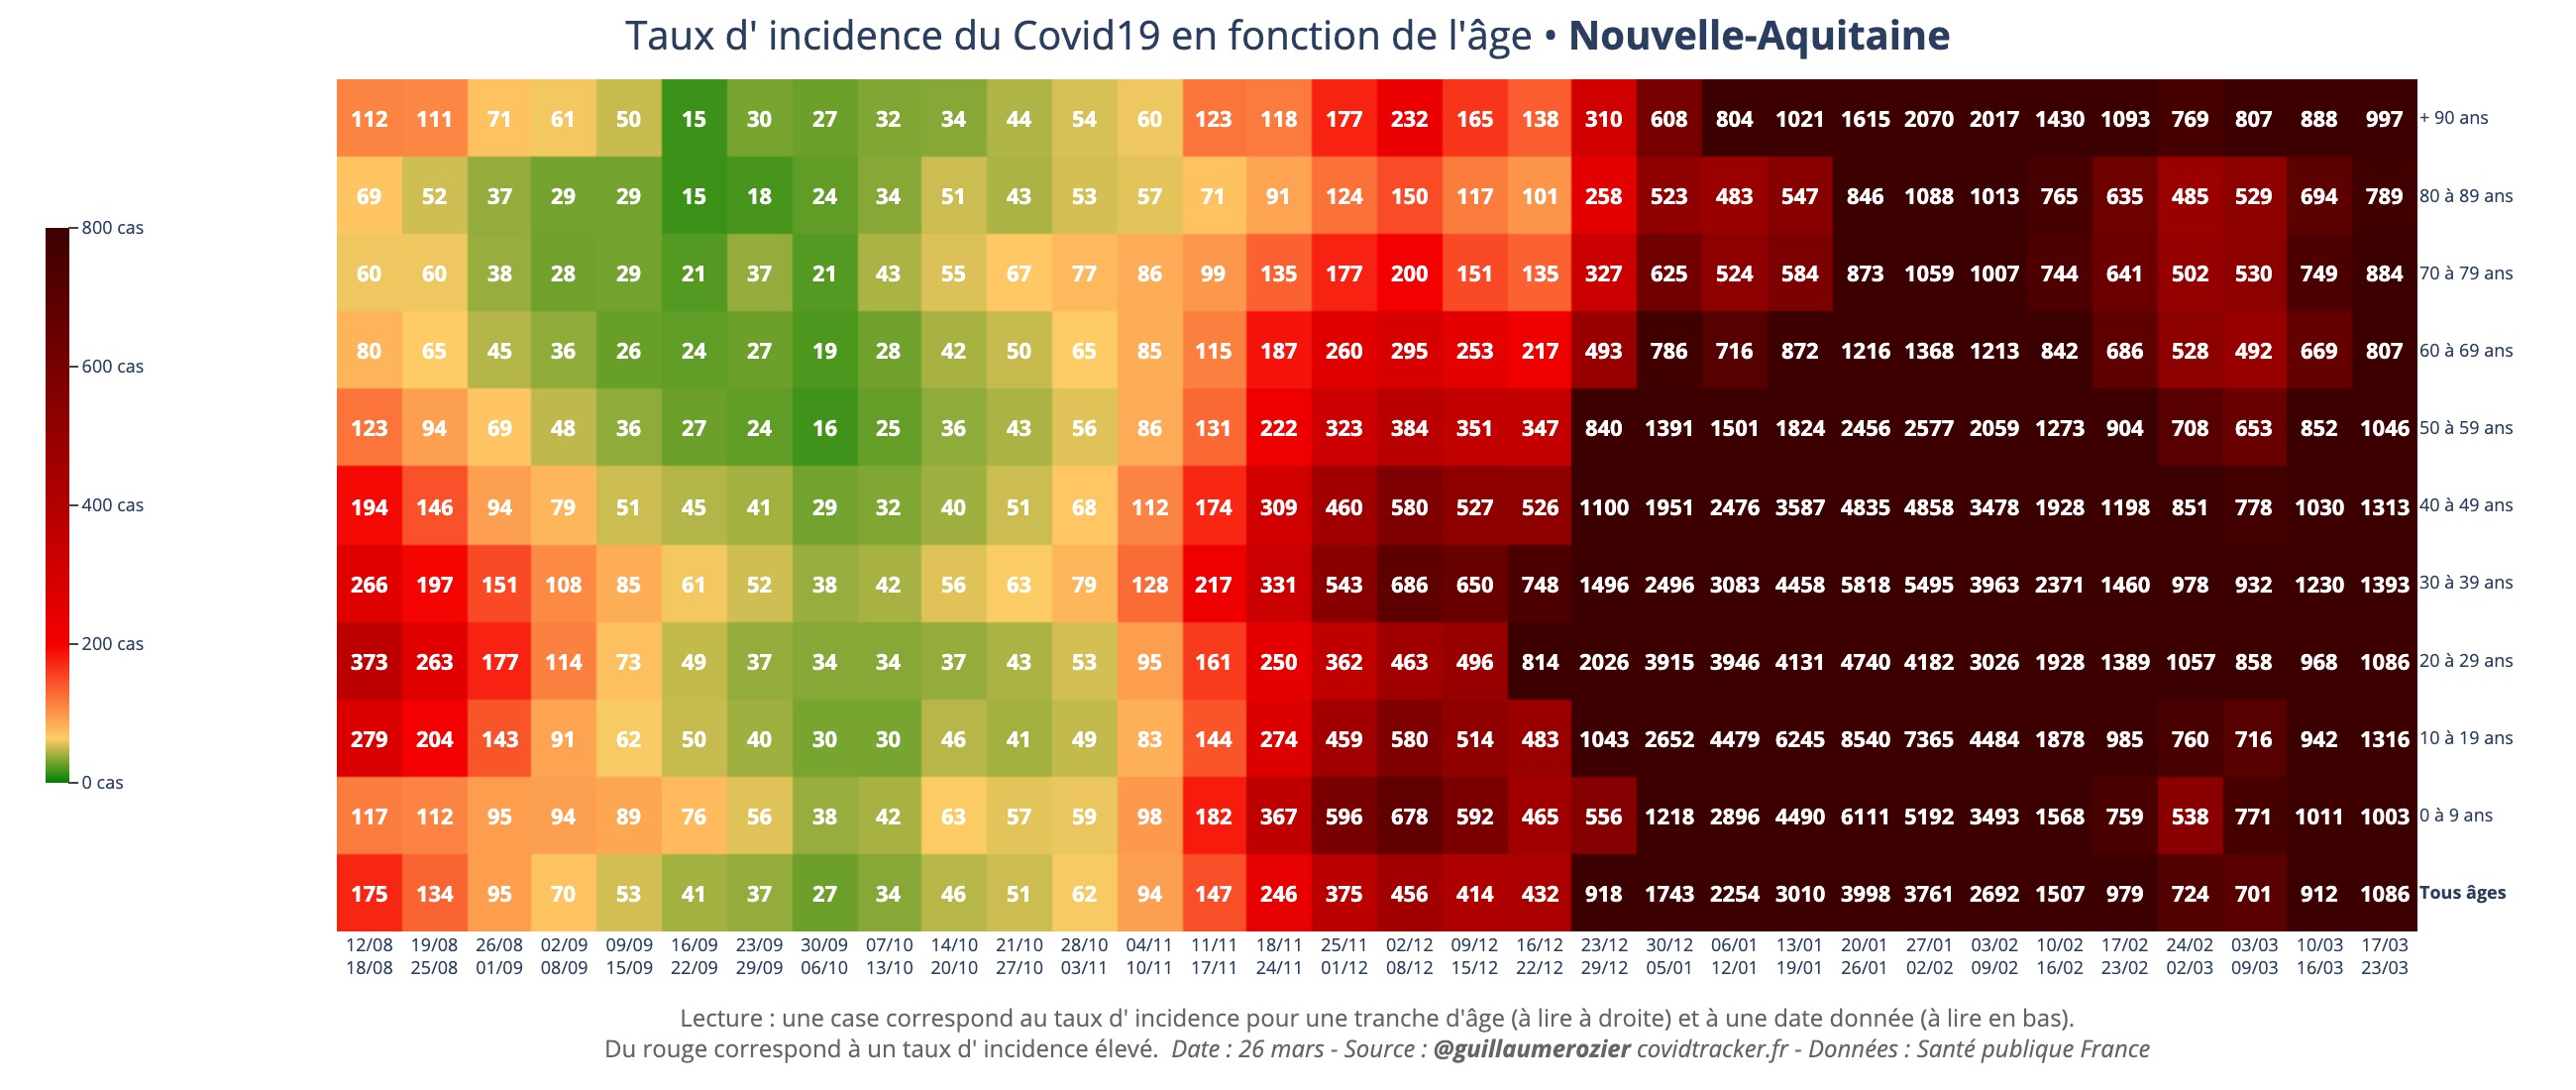 Taux d' incidence du Covid19 en fonction de l'âge • Nouvelle-Aquitaine
112 111 71 61 50 15 30 27 32 34 44 54 60 123 118 177 232 165 138 310 608 804 1021 1615 2070 2017 1430 1093 769 807 888 997 + 90 ans
69 52 37 29 29 15 18 24 34 51 43 53 57 71 91 124 150 117 101 258 523 483 547 846 1088 1013 765 635 485 529 694 789 80 à 89 ans
800 cas
60 60 38 28 29 21 37 21 43 55 67 77 86 99 135 177 200 151 135 327 625 524 584 873 1059 1007 744 641 502 530 749 884 70 à 79 ans
80 65 45 36 26 24 27 19 28 42 50 65 85 115 187 260 295 253 217 493 786 716 872 1216 1368 1213 842 686 528 492 669 807 60 à 69 ans
600 cas
123 94 69 48 36 27 24 16 25 36 43 56 86 131 222 323 384 351 347 840 1391 1501 1824 2456 2577 2059 1273 904 708 653 852 1046 50 à 59 ans
400 cas
194 146 94 79 51 45 41 29 32 40 51 68 112 174 309 460 580 527 526 1100 1951 2476 3587 4835 4858 3478 1928 1198 851 778 1030 1313 40 à 49 ans
266 197 151 108 85 61 52 38 42 56 63 79 128 217 331 543 686 650 748 1496 2496 3083 4458 5818 5495 3963 2371 1460 978 932 1230 1393 30 à 39 ans
200 cas
373 263 177 114 73 49 37 34 34 37 43 53 95 161 250 362 463 496 814 2026 3915 3946 4131 4740 4182 3026 1928 1389 1057 858 968 1086 20 à 29 ans
279 204 143 91 62 50 40 30 30 46 41 49 83 144 274 459 580 514 483 1043 2652 4479 6245 8540 7365 4484 1878 985 760 716 942 1316 10 à 19 ans
0 cas
117 112 95 94 89 76 56 38 42 63 57 59 98 182 367 596 678 592 465 556 1218 2896 4490 6111 5192 3493 1568 759 538 771 1011 1003 0 à 9 ans
175 134 95 70 53 41 37 27 34 46 51 62 94 147 246 375 456 414 432 918 1743 2254 3010 3998 3761 2692 1507 979 724 701 912 1086 Tous âges
12/08 19/08 26/08 02/09 09/09 16/09 23/09 30/09 07/10 14/10 21/10 28/10 04/11 11/11 18/11 25/11 02/12 09/12 16/12 23/12 30/12 06/01 13/01 20/01 27/01 03/02 10/02 17/02 24/02 03/03 10/03 17/03
18/08 25/08 01/09 08/09 15/09 22/09 29/09 06/10 13/10 20/10 27/10 03/11 10/11 17/11 24/11 01/12 08/12 15/12 22/12 29/12 05/01 12/01 19/01 26/01 02/02 09/02 16/02 23/02 02/03 09/03 16/03 23/03
Lecture : une case correspond au taux d' incidence pour une tranche d'âge (à lire à droite) et à une date donnée (à lire en bas).
Du rouge correspond à un taux d' incidence élevé. Date : 26 mars - Source : @guillaumerozier covidtracker.fr - Données : Santé publique France